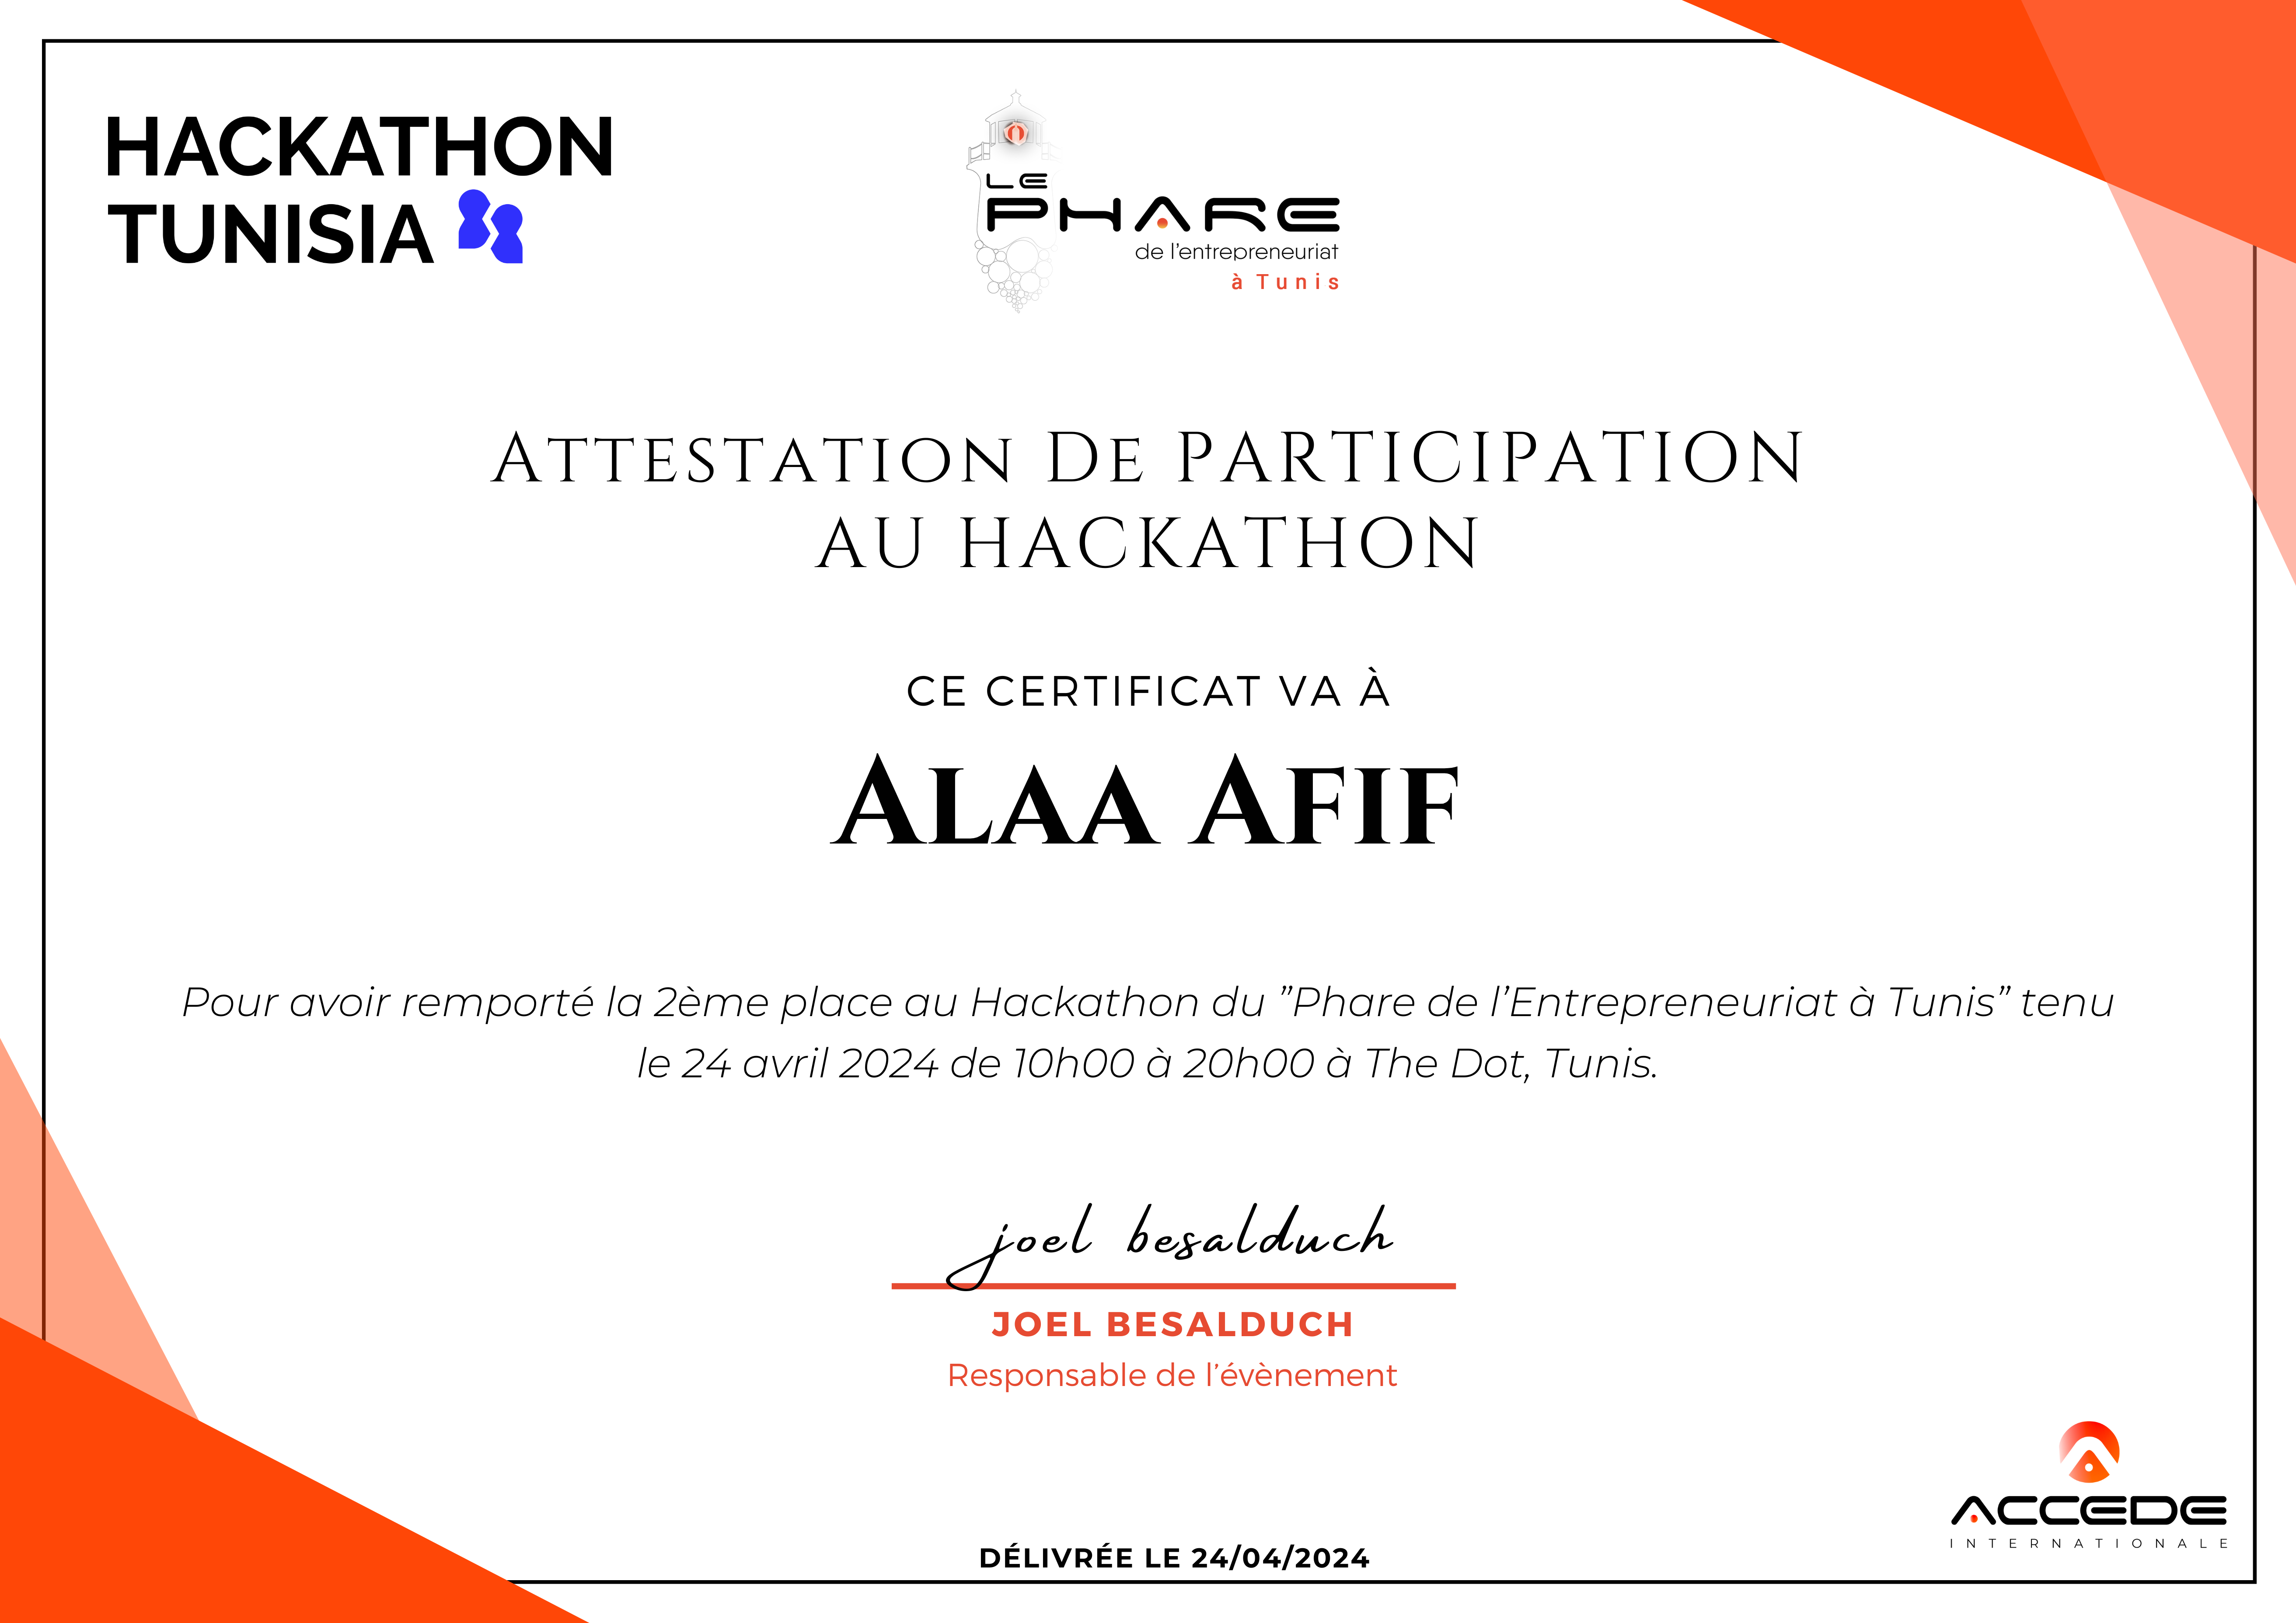 HACKATHON
TUNISIA
LE
PHARE
de l'entrepreneuriat
à Tunis
Attestation De PARTICIPATION
AU HACKATHON
CE CERTIFICAT VA À
Alaa Afif
Pour avoir remporté la 2ème place au Hackathon du ”Phare de l’Entrepreneuriat à Tunis” tenu
le 24 avril 2024 de 10h00 à 20h00 à The Dot, Tunis.
joel besalduch
JOEL BESALDUCH
Responsable de l’évènement
ACCEDE
INTERNATIONALE
DÉLIVRÉE LE 24/04/2024